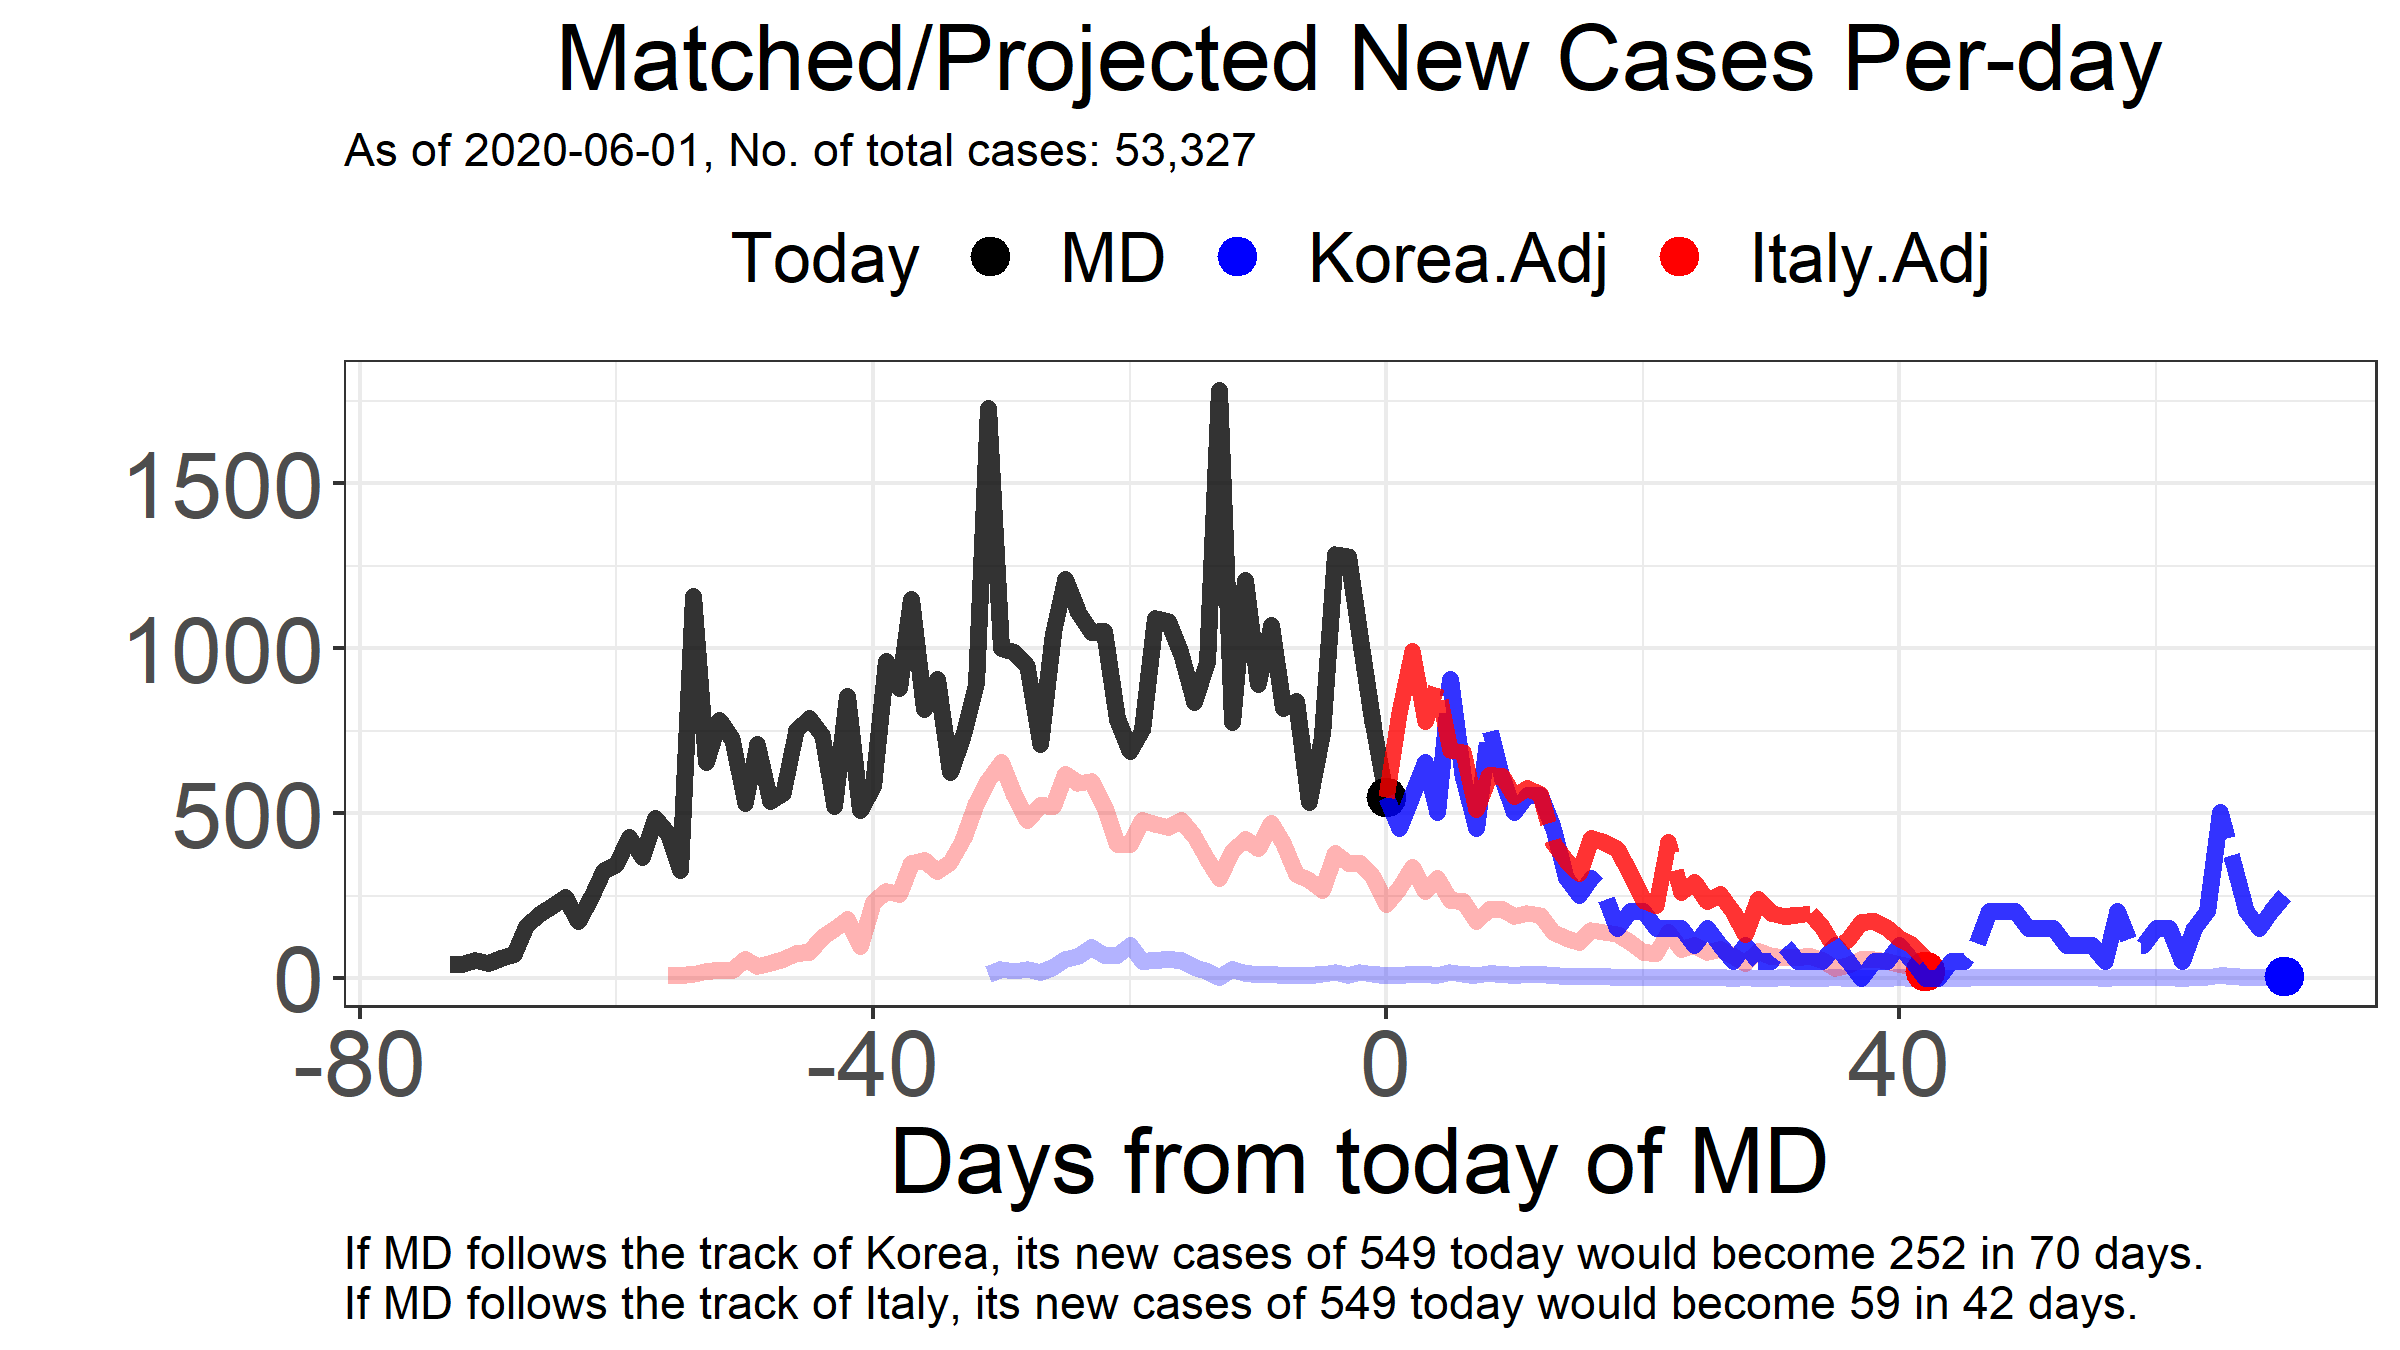 Matched/Projected New Cases Per-day
As of 2020-06-01, No. of total cases: 53,327
Today MD Korea.Adj Italy.Adj
1500
1000
500
0
-80 -40 0 40
Days from today of MD
If MD follows the track of Korea, its new cases of 549 today would become 252 in 70 days.
If MD follows the track of Italy, its new cases of 549 today would become 59 in 42 days.